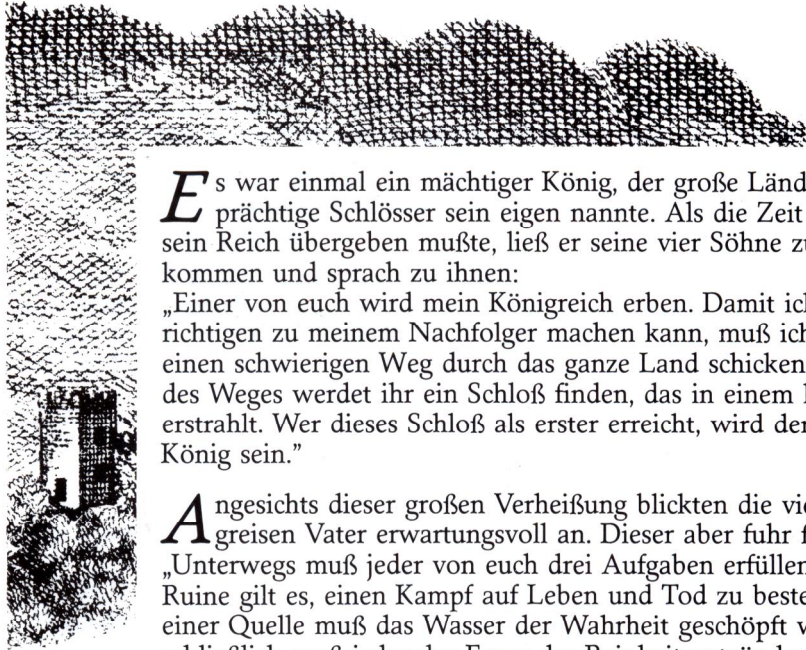 Es war einmal ein mächtiger König, der große Länd
prächtige Schlösser sein eigen nannte. Als die Zeit
sein Reich übergeben mußte, ließ er seine vier Söhne zu
kommen und sprach zu ihnen:
„Einer von euch wird mein Königreich erben. Damit ich
richtigen zu meinem Nachfolger machen kann, muß ich
einen schwierigen Weg durch das ganze Land schicken
des Weges werdet ihr ein Schloß finden, das in einem
erstrahlt. Wer dieses Schloß als erster erreicht, wird der
König sein.”
Angesichts dieser großen Verheißung blickten die vie
greisen Vater erwartungsvoll an. Dieser aber fuhr f
„Unterwegs muß jeder von euch drei Aufgaben erfüllen
Ruine gilt es, einen Kampf auf Leben und Tod zu beste
einer Quelle muß das Wasser der Wahrheit geschöpft w